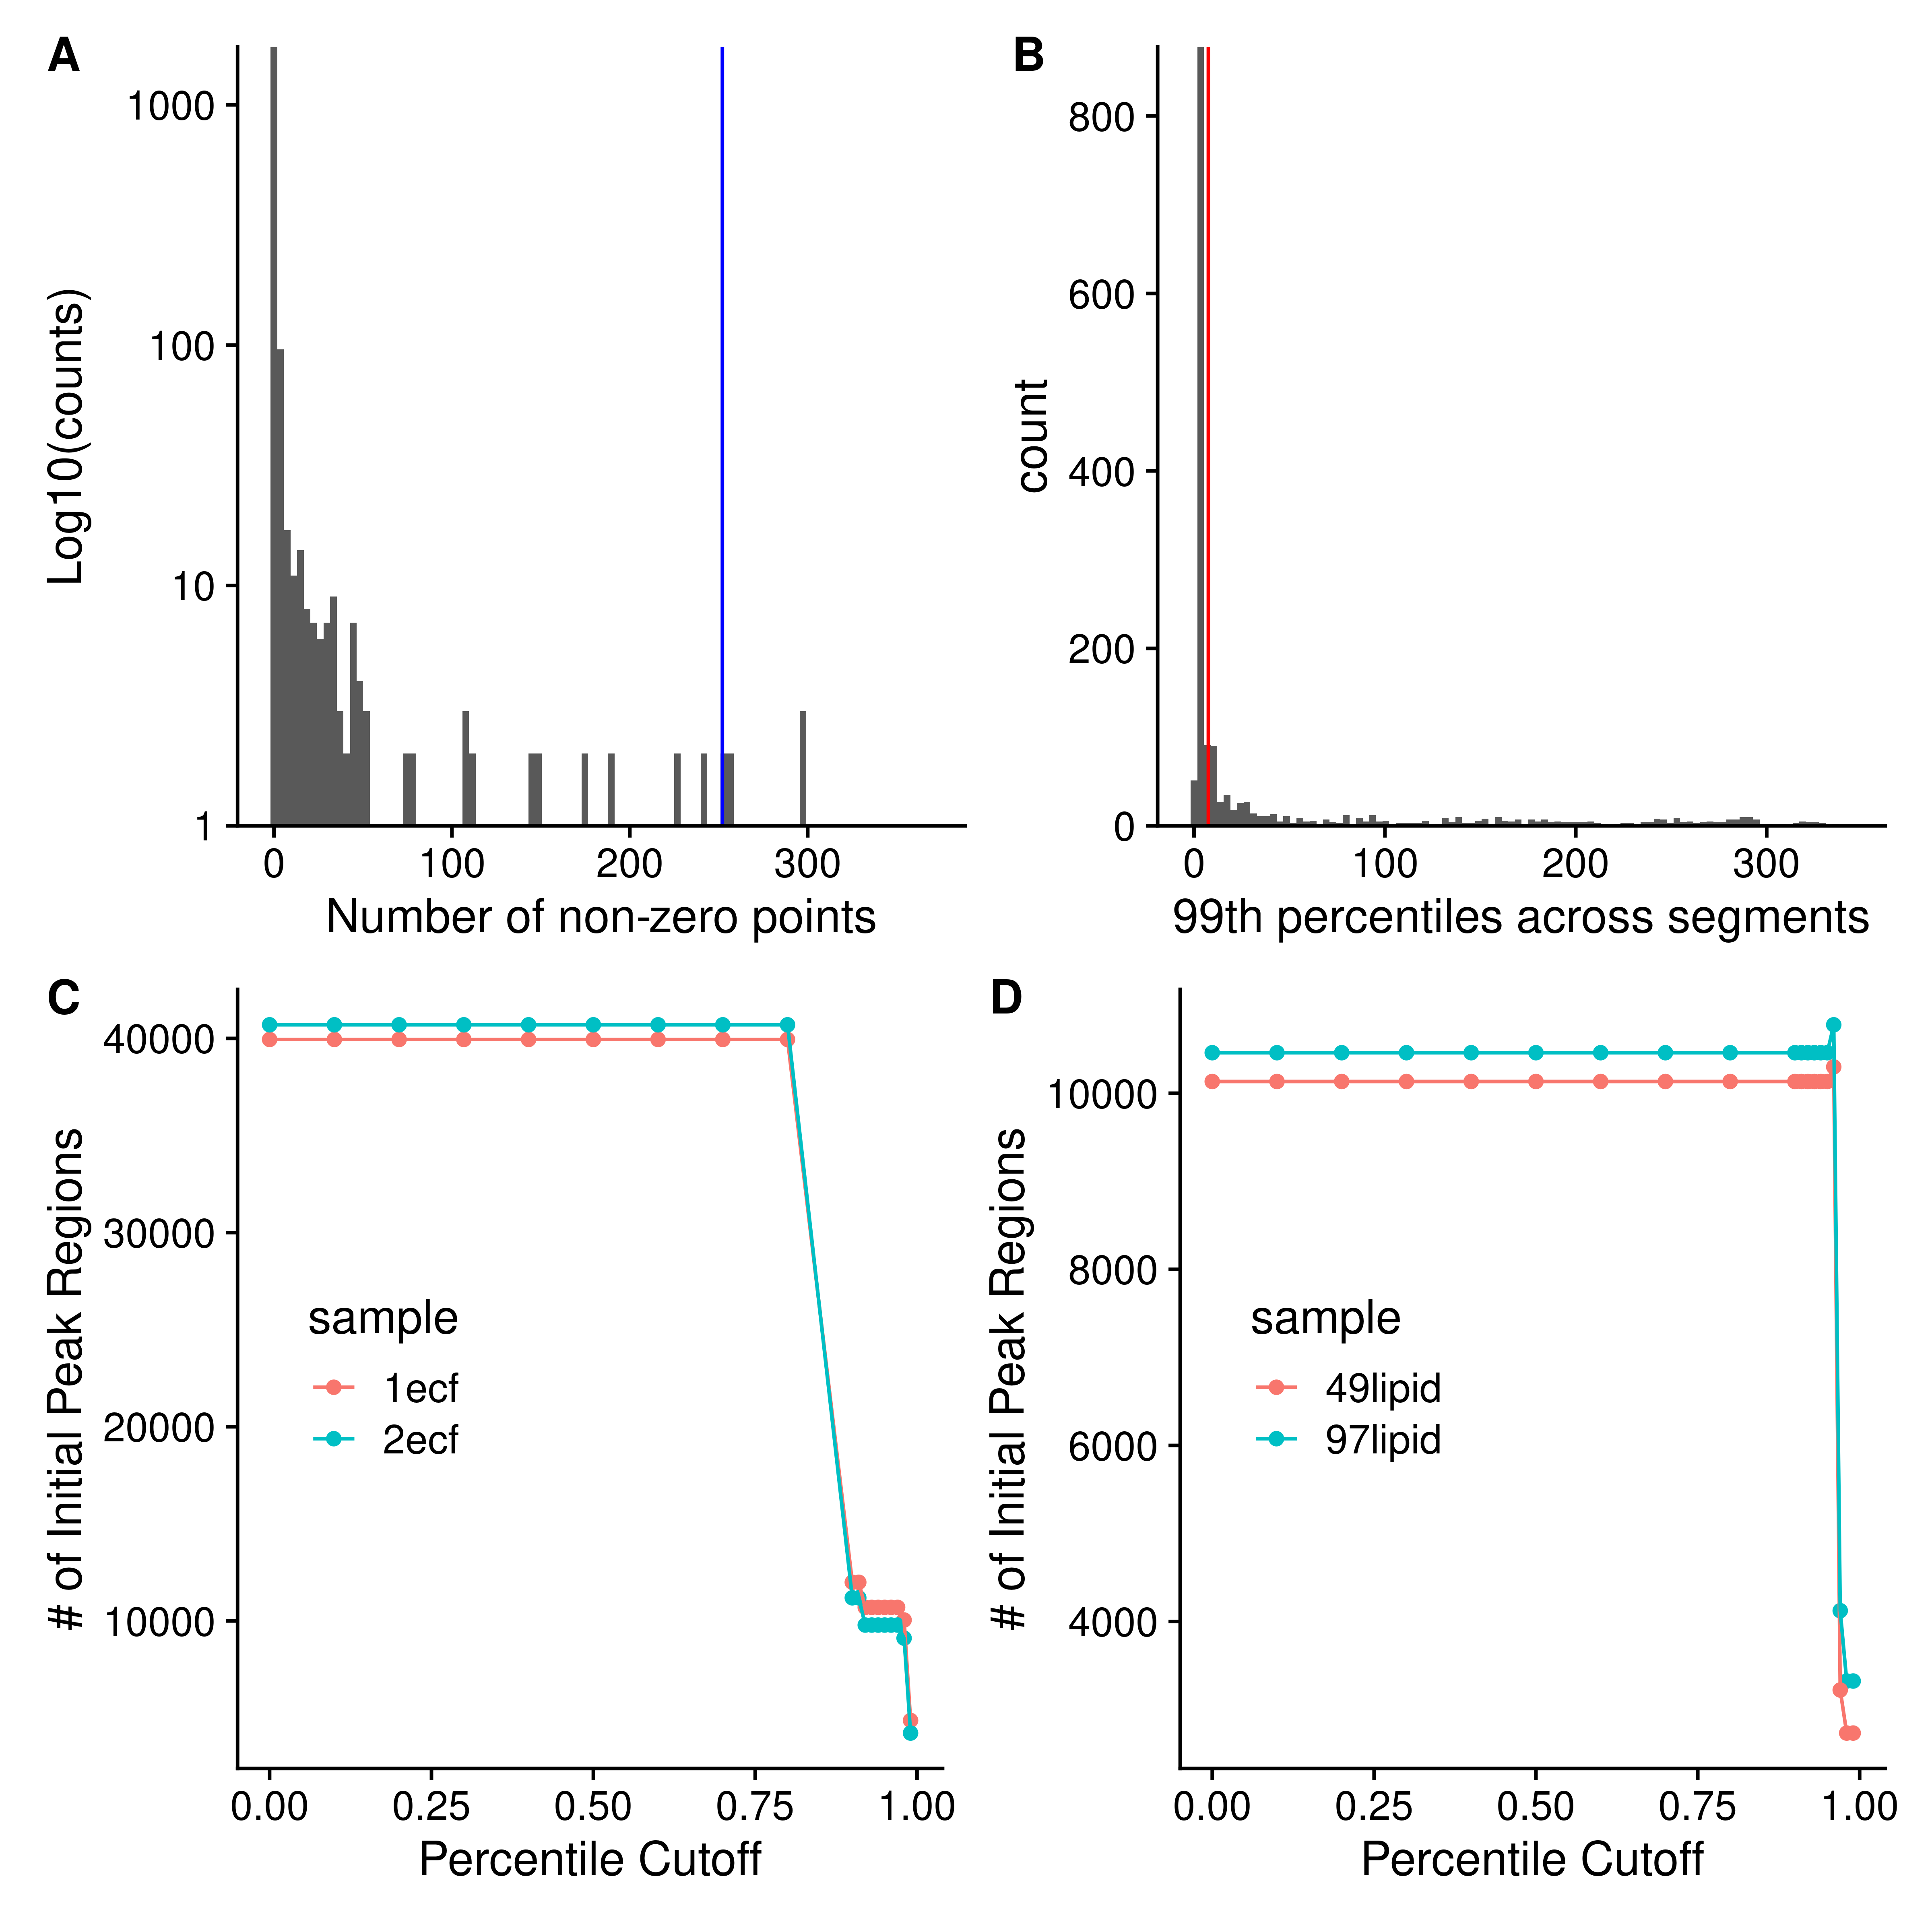 A
Log10(counts)
1000
100
10
1
0 100 200 300
Number of non-zero points
B
count
800
600
400
200
0
0 100 200 300
99th percentiles across segments
C
# of Initial Peak Regions
40000
30000
20000
10000
sample
1ecf
2ecf
0.00 0.25 0.50 0.75 1.00
Percentile Cutoff
D
# of Initial Peak Regions
10000
8000
6000
4000
sample
49lipid
97lipid
0.00 0.25 0.50 0.75 1.00
Percentile Cutoff